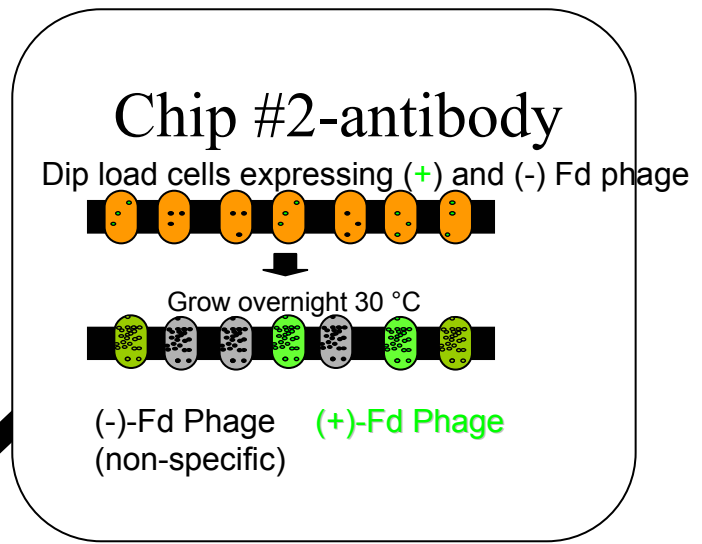 Chip #2-antibody
Dip load cells expressing (+) and (-) Fd phage
Grow overnight 30 °C
(-)-Fd Phage (+)-Fd Phage
(non-specific)